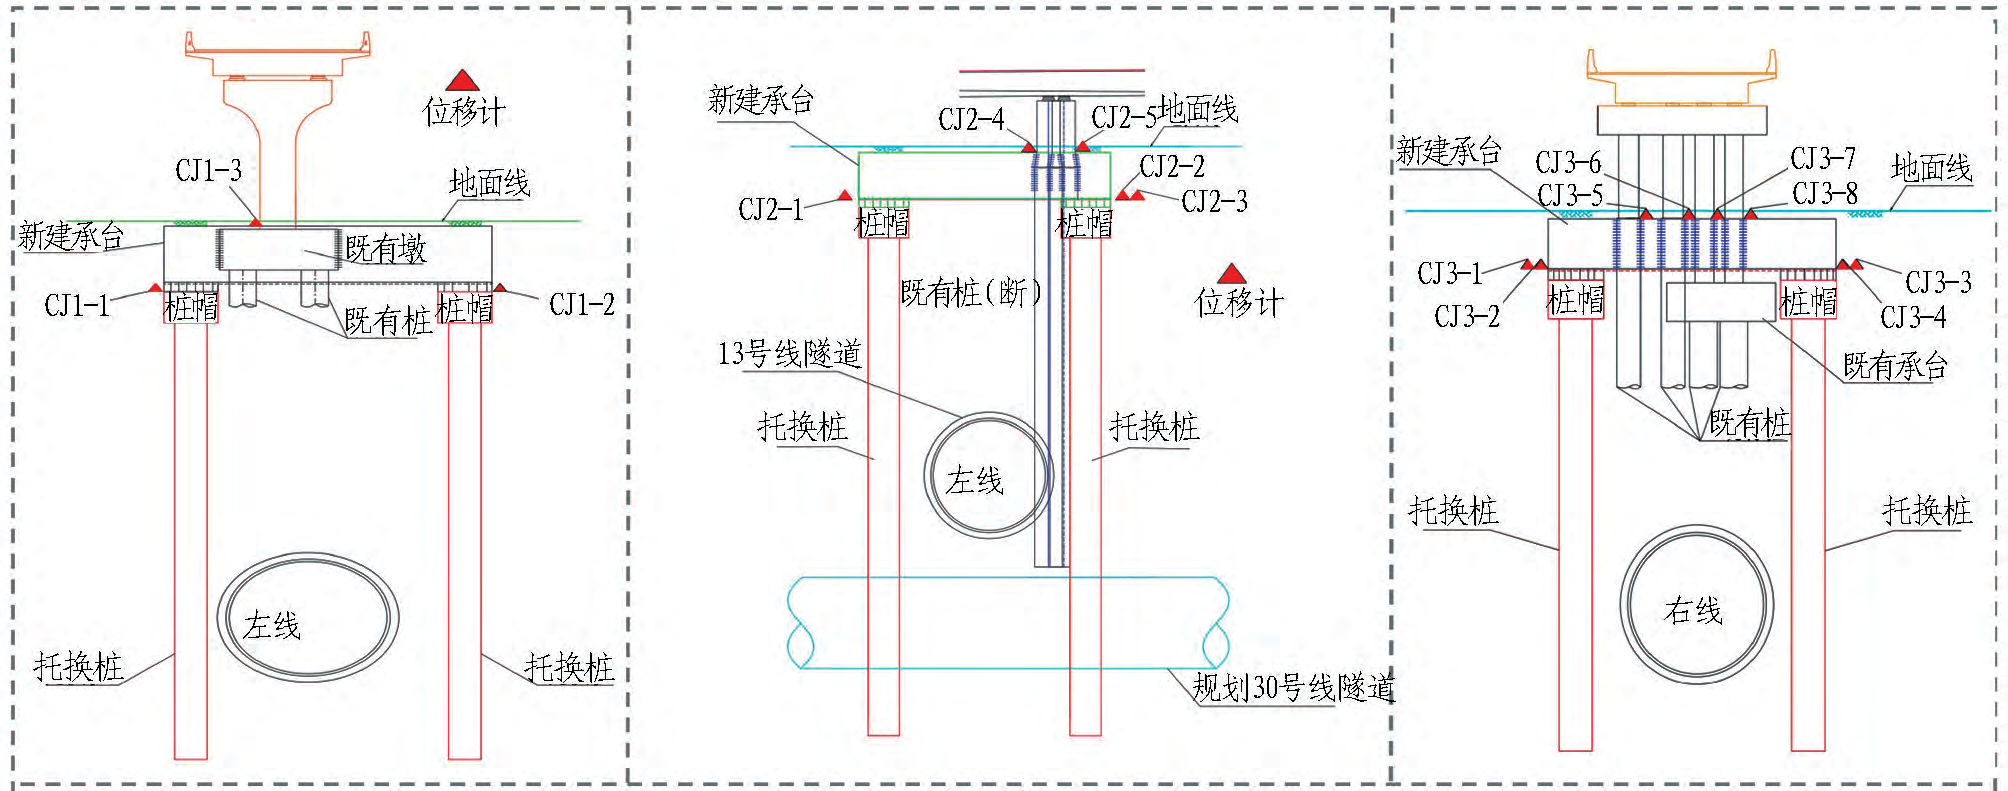 位移计
CJ1-3
地面线
新建承台
既有墩
CJ1-1
桩帽
既有桩
桩帽
CJ1-2
左线
托换桩
托换桩
新建承台
CJ2-4
CJ2-5
地面线
CJ2-2
CJ2-1
CJ2-3
桩帽
桩帽
既有桩(断)
位移计
13号线隧道
托换桩
托换桩
左线
规划30号线隧道
新建承台
CJ3-6
CJ3-7
CJ3-5
CJ3-8
地面线
CJ3-1
CJ3-3
CJ3-2
桩帽
桩帽
CJ3-4
既有承台
既有桩
托换桩
托换桩
右线